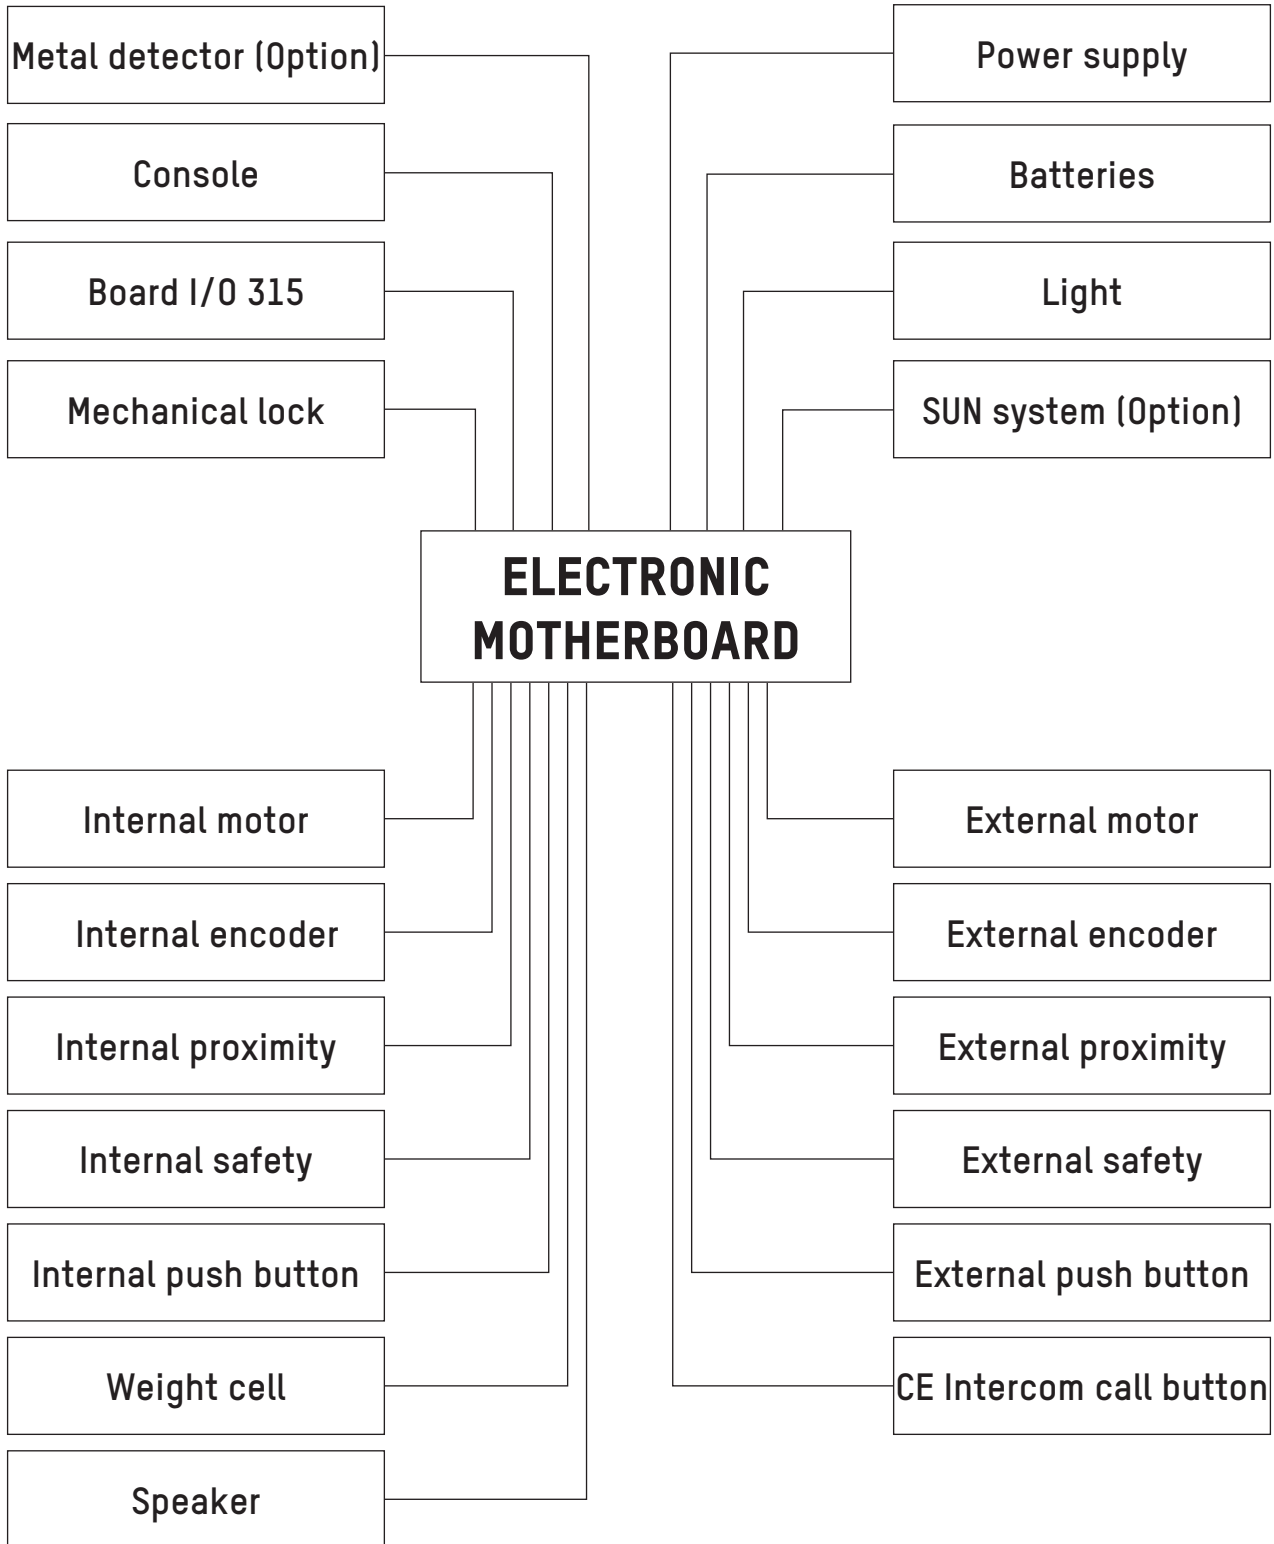 Metal detector (Option)
Power supply
Console
Batteries
Board I/O 315
Light
Mechanical lock
SUN system (Option)
ELECTRONIC
MOTHERBOARD
Internal motor
External motor
Internal encoder
External encoder
Internal proximity
External proximity
Internal safety
External safety
Internal push button
External push button
Weight cell
CE Intercom call button
Speaker